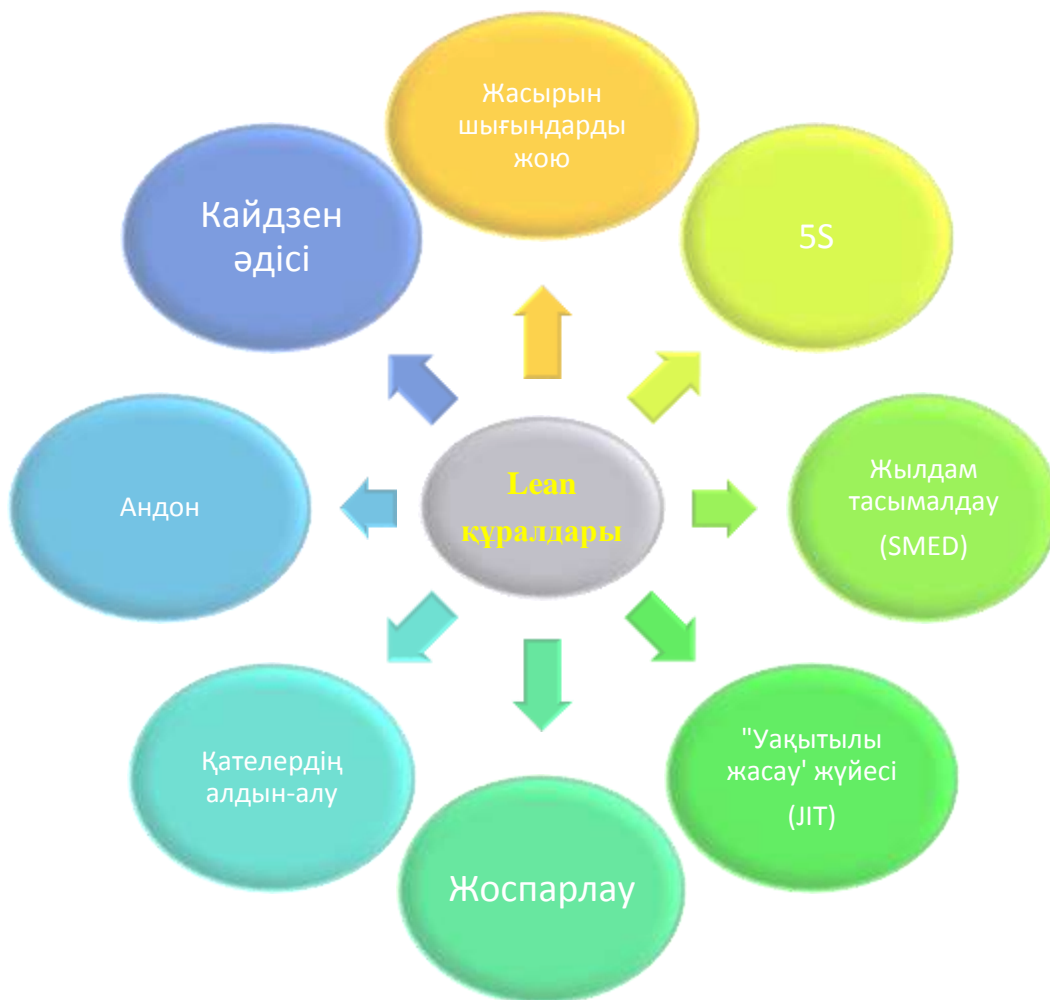 Жасырын
шығындарды
жою
5S
Жылдам
тасымалдау
(SMED)
"Уақытылы
жасау' жүйесі
(JIT)
Жоспарлау
Қателердің
алдын-алу
Андон
Кайдзен
әдісі
Lean
құралдары